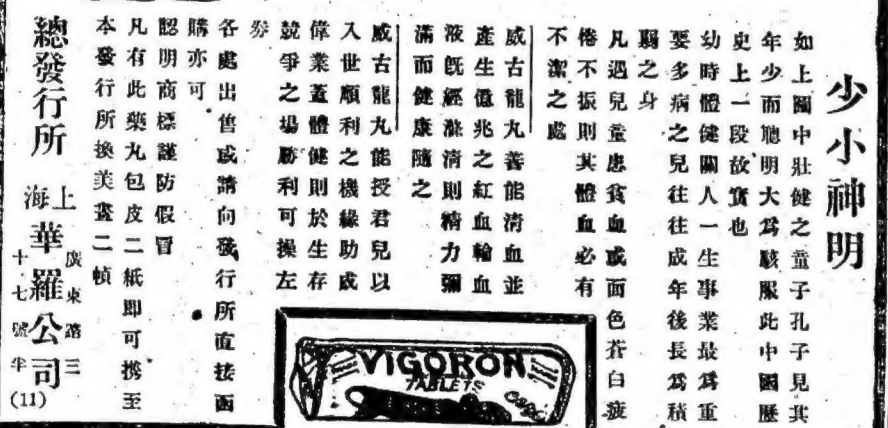 少小神明
如上圖中壯健之童子孔子見其
年少而聰明大爲駭服此中國歷
史上一段故實也
幼時體健關人一生事業最爲重
要多病之兒往往成年後長爲積
弱之身
凡遇兒童患貧血或面色蒼白疲
倦不振則其體血必有
不潔之處
威古龍丸善能清血並
產生億兆之紅血輪血
液旣經滌清則精力彌
滿而健康隨之
威古龍丸能授君兒以
入世順利之機緣助成
偉業蓋體健則於生存
競爭之場勝利可操左
券
各處出售或請向發行所直接函
購亦可
認明商標謹防假冒
凡有此藥丸包皮二紙即可携至
本發行所換美畫二幀
總發行所 上海華羅公司
廣東路三
十七號半
(11)
VIGORON
TABLETS